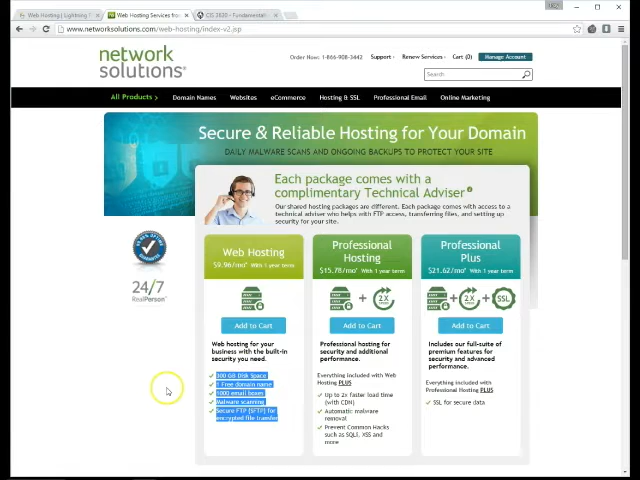 Web Hosting | Lightning
Web Hosting Services from
CIS 2020 - Fundamental
www.networksolutions.com/web-hosting/index-v2.jsp
network
solutions
Order Now: 1-866-908-3442
Support
Renew Services
Cart (0)
Manage Account
Search
All Products
Domain Names
Websites
eCommerce
Hosting & SSL
Professional Email
Online Marketing
Secure & Reliable Hosting for Your Domain
DAILY MALWARE SCANS AND ONGOING BACKUPS TO PROTECT YOUR SITE
Each package comes with a
complimentary Technical Adviser
Our shared hosting packages are different. Each package comes with access to a
technical adviser who helps with FTP access, transferring files, and setting up
security for your site.
24/7
RealPerson
Web Hosting
$9.96/mo* With 1 year term
Add to Cart
Web hosting for your
business with the built-in
security you need.
300 GB Disk Space
1 Free domain name
1000 email boxes
Malware scanning
Secure FTP (SFTP) for
encrypted file transfer
Professional
Hosting
$15.78/mo* With 1 year term
+ 2X
Add to Cart
Professional hosting for
security and additional
performance.
Everything included with Web
Hosting PLUS
Up to 2x faster load time
(with CDN)
Automatic malware
removal
Prevent Common Hacks
such as SQLi, XSS and
more
Professional
Plus
$21.62/mo* With 1 year term
+ 2X + SSL
Add to Cart
Includes our full-suite of
premium features for
security and advanced
performance.
Everything included with
Professional Hosting PLUS
SSL for secure data